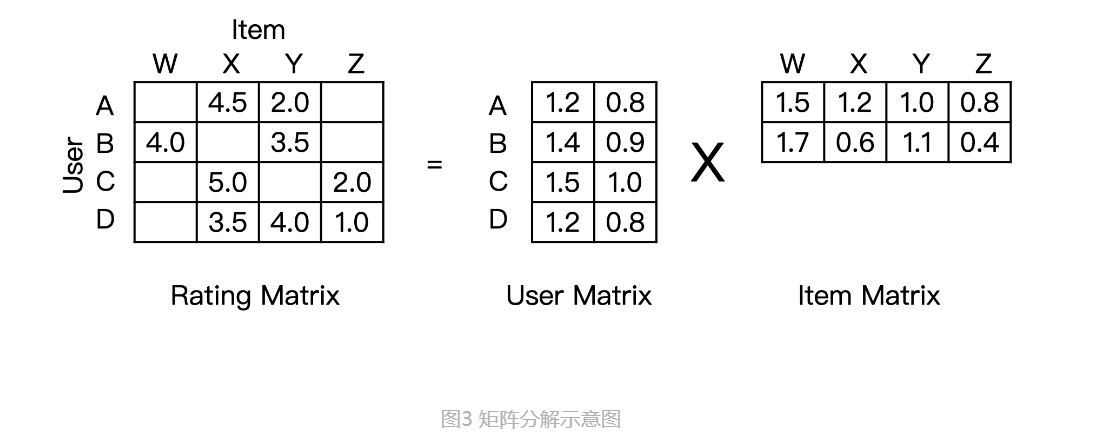 Item
W X Y Z
A 4.5 2.0
B 4.0 3.5
User
C 5.0 2.0
D 3.5 4.0 1.0
Rating Matrix
=
A 1.2 0.8
B 1.4 0.9
C 1.5 1.0
D 1.2 0.8
User Matrix
X
W X Y Z
1.5 1.2 1.0 0.8
1.7 0.6 1.1 0.4
Item Matrix
图3 矩阵分解示意图